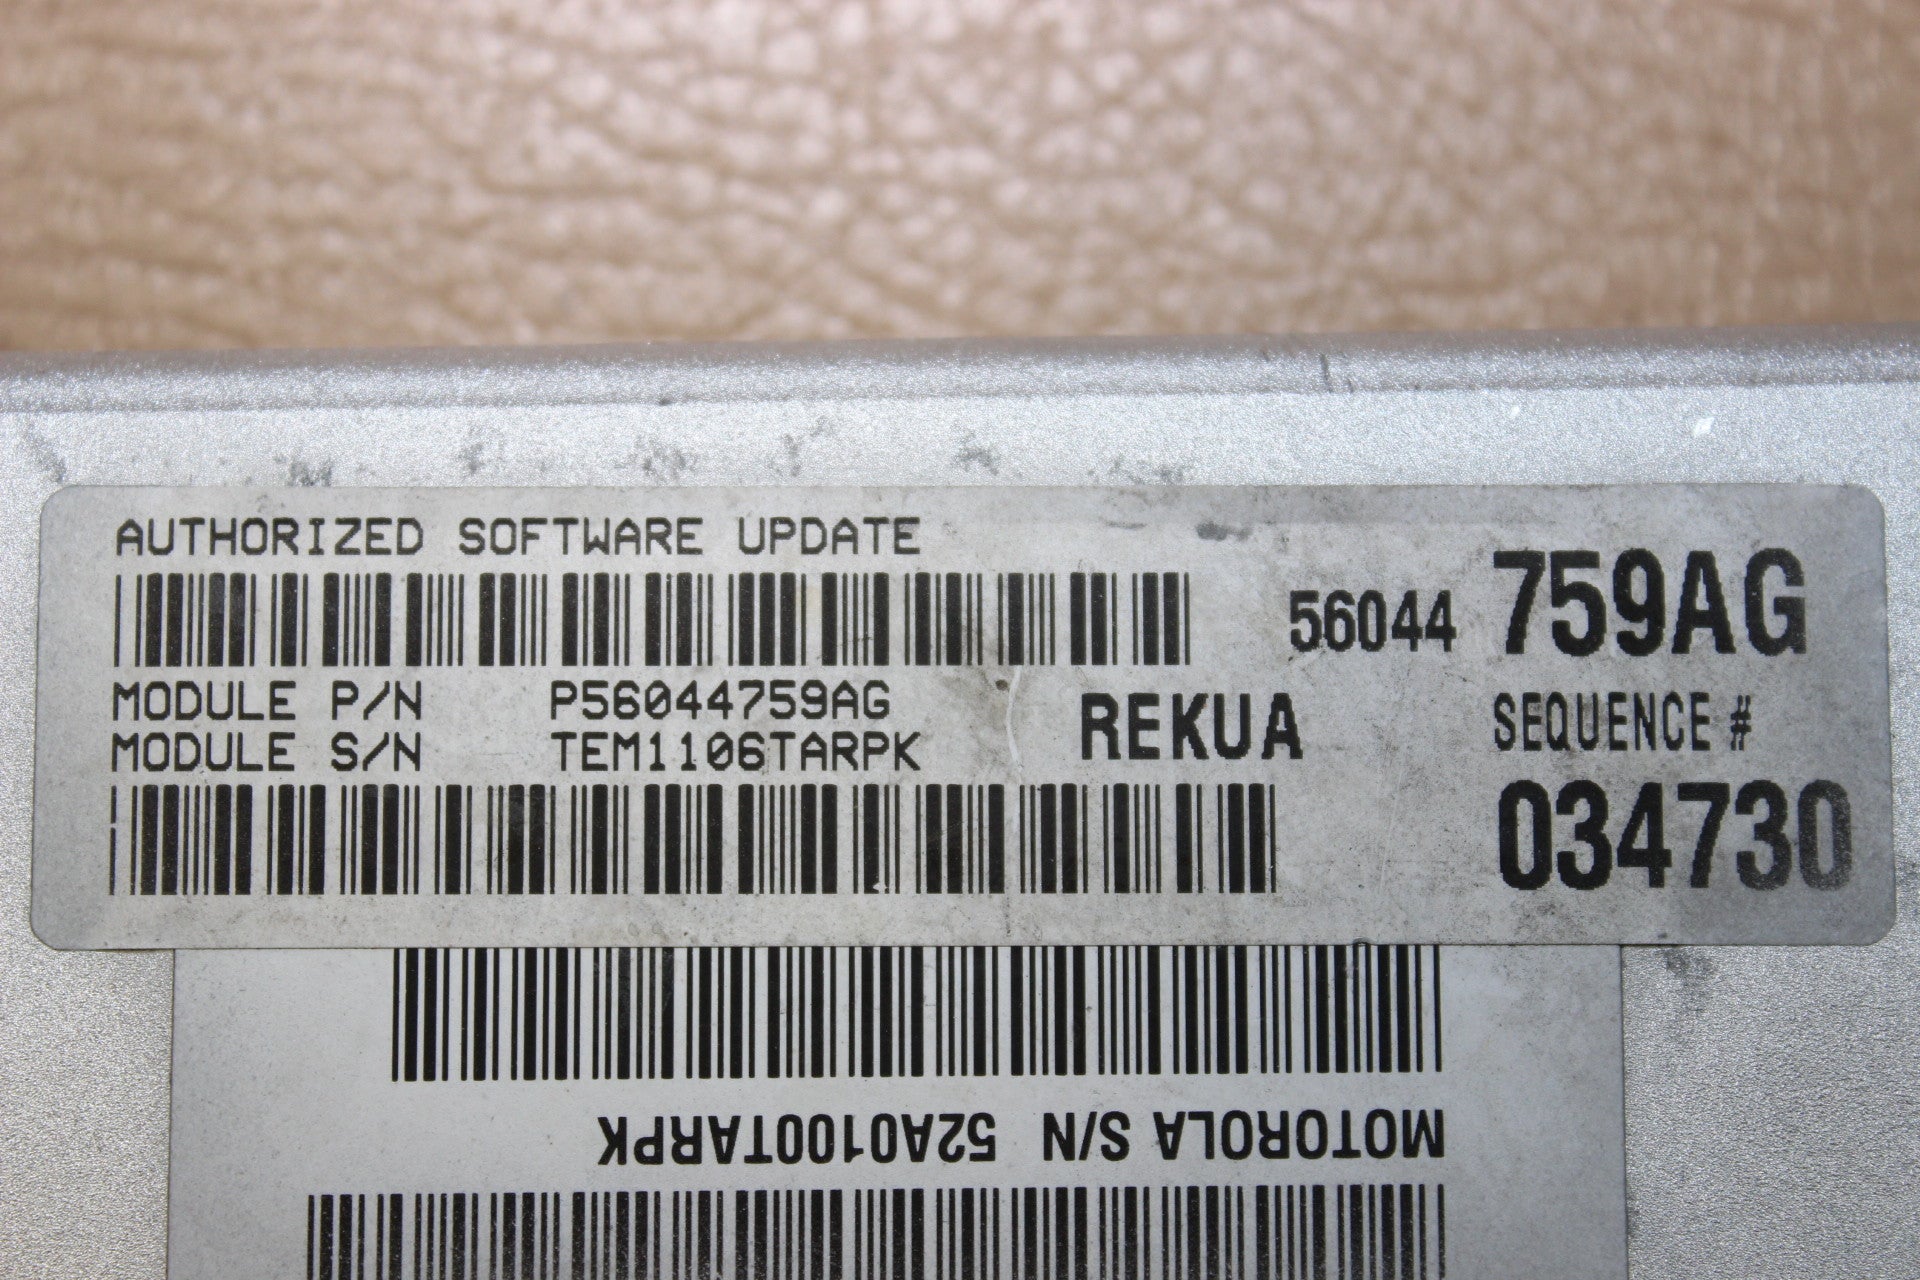 AUTHORIZED SOFTWARE UPDATE
56044 759AG
MODULE P/N P56044759AG
MODULE S/N TEM1106TARPK
REKUA
SEQUENCE #
034730
MOTOROLA S/N 52A0100TARPK